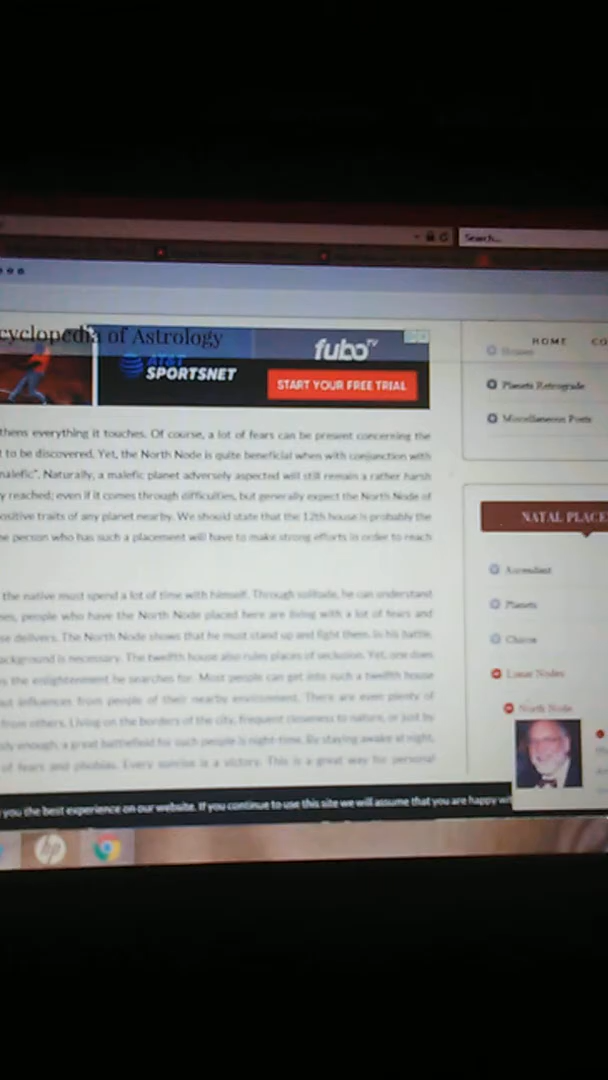 Search...
cyclopedia of Astrology
HOME
CO
AT&T
SPORTSNET
fubo TV
START YOUR FREE TRIAL
Houses
Planets Retrograde
Miscellaneous Posts
thens everything it touches. Of course, a lot of fears can be present concerning the
t to be discovered. Yet, the North Node is quite beneficial when with conjunction with
malefic". Naturally, a malefic planet adversely aspected will still remain a rather harsh
y reached; even if it comes through difficulties, but generally expect the North Node of
ositive traits of any planet nearby. We should state that the 12th house is probably the
he person who has such a placement will have to make strong efforts in order to reach
NATAL PLACE
Ascendant
Planets
Chiron
Lunar Nodes
North Node
the native must spend a lot of time with himself. Through solitude, he can understand
mes, people who have the North Node placed here are living with a lot of fears and
se delivers. The North Node shows that he must stand up and fight them. In his battle,
ackground is necessary. The twelfth house also rules places of seclusion. Yet, one does
s the enlightenment he searches for. Most people can get into such a twelfth house
out influences from people of their nearby environment. There are even plenty of
from others. Living on the borders of the city, frequent closeness to nature, or just by
enough, a great battlefield for such people is night-time. By staying awake at night,
of fears and phobias. Every sunrise is a victory. This is a great way for personal
you the best experience on our website. If you continue to use this site we will assume that you are happy wi
hp